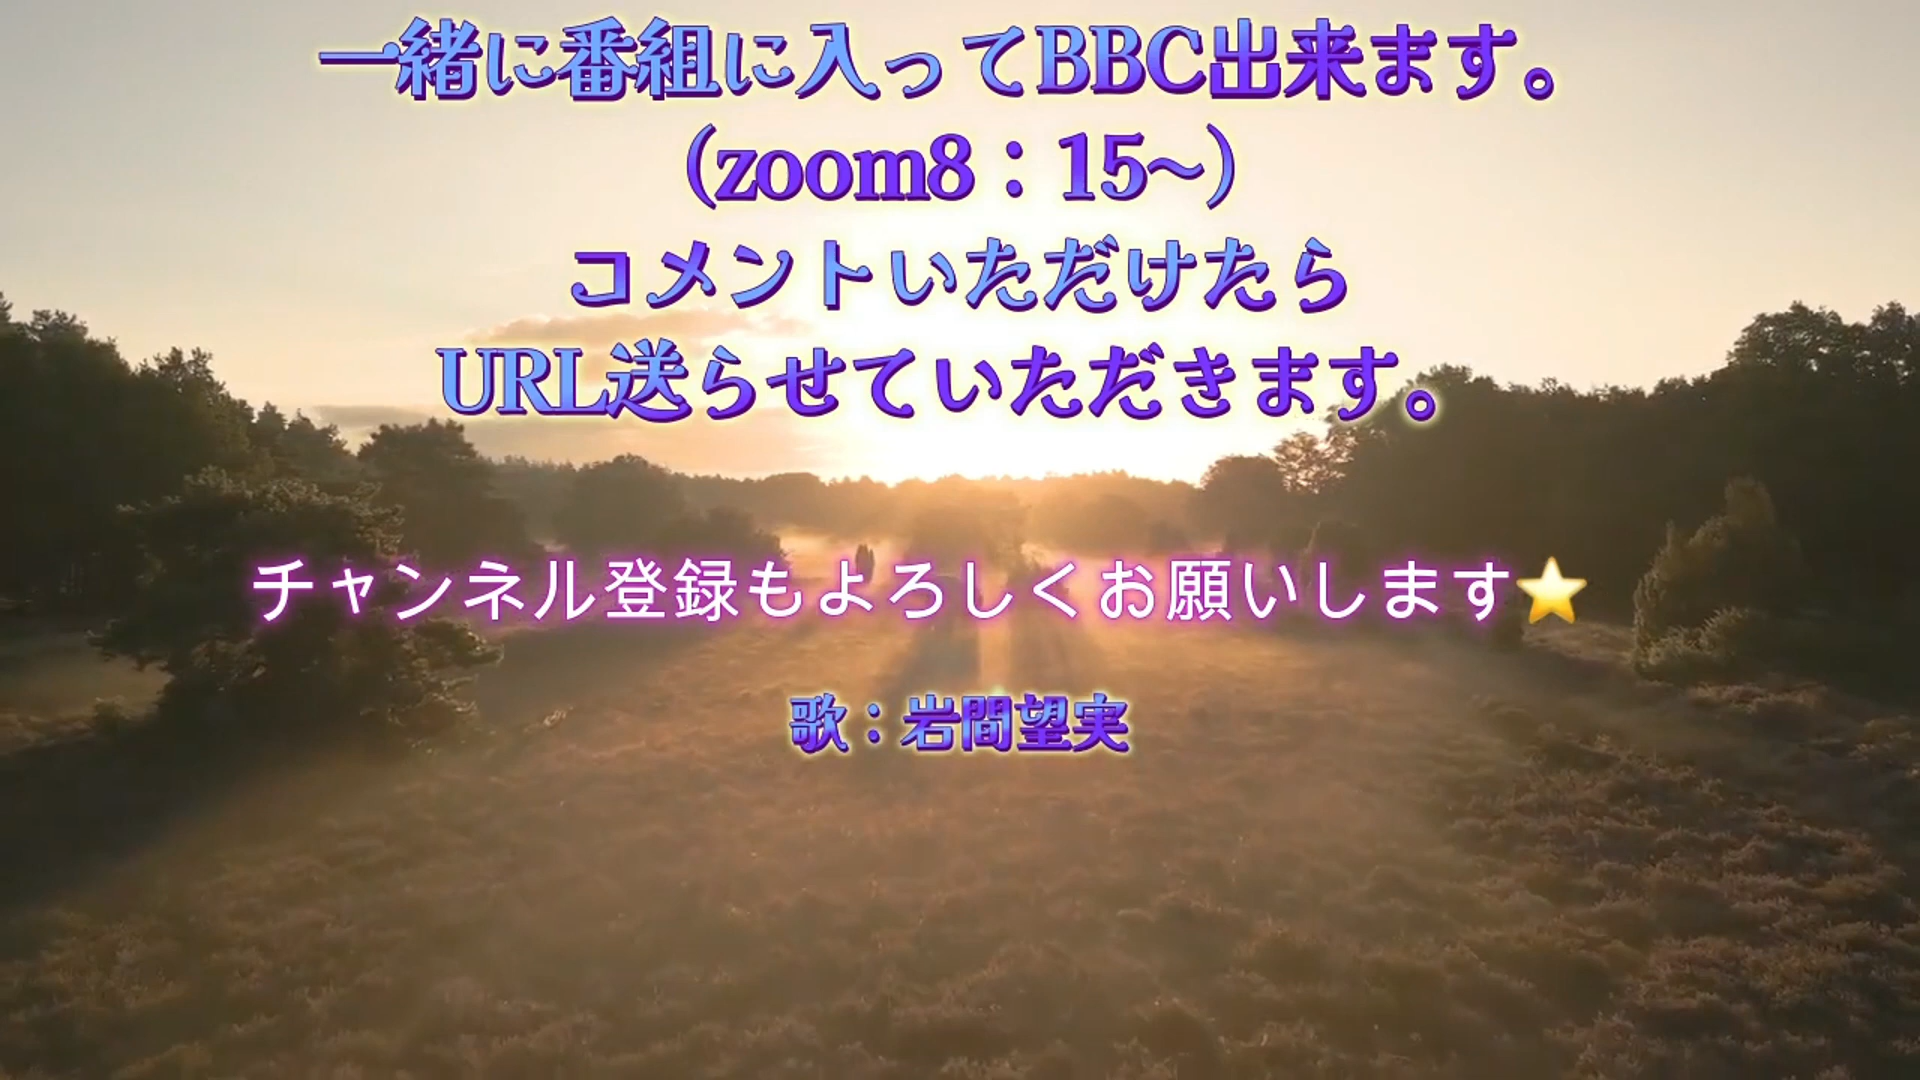 一緒に番組に入ってBBC出来ます。
（zoom8：15~）
コメントいただけたら
URL送らせていただきます。
チャンネル登録もよろしくお願いします⭐
歌：岩間望実